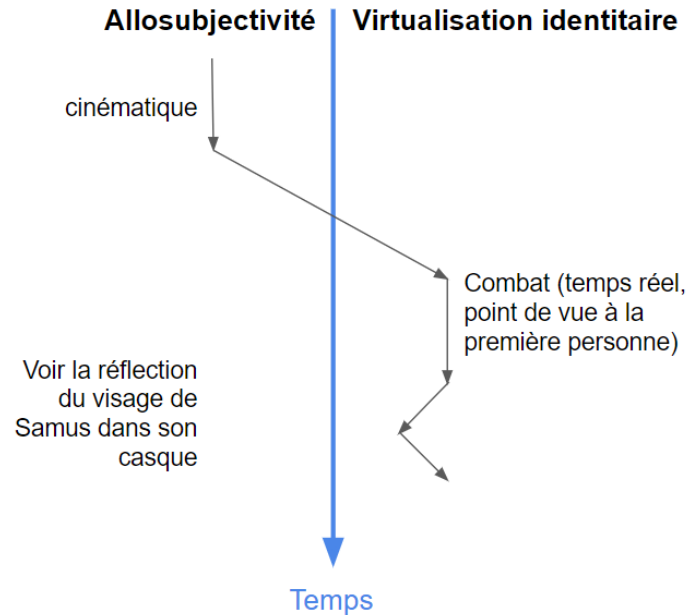 Allosubjectivité
Virtualisation identitaire
cinématique
Combat (temps réel,
point de vue à la
première personne)
Voir la réflection
du visage de
Samus dans son
casque
Temps